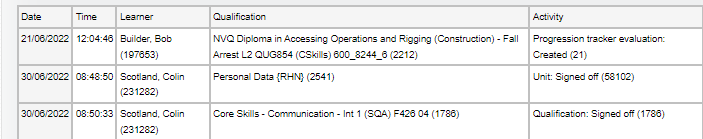 Date Time Learner Qualification Activity
21/06/2022 12:04:46 Builder, Bob NVQ Diploma in Accessing Operations and Rigging (Construction) - Fall Progression tracker evaluation:
(197653) Arrest L2 QUG854 (CSkills) 600_8244_6 (2212) Created (21)
30/06/2022 08:48:50 Scotland, Colin Personal Data {RHN} (2541) Unit: Signed off (58102)
(231282)
30/06/2022 08:50:33 Scotland, Colin Core Skills - Communication - Int 1 (SQA) F426 04 (1786) Qualification: Signed off (1786)
(231282)